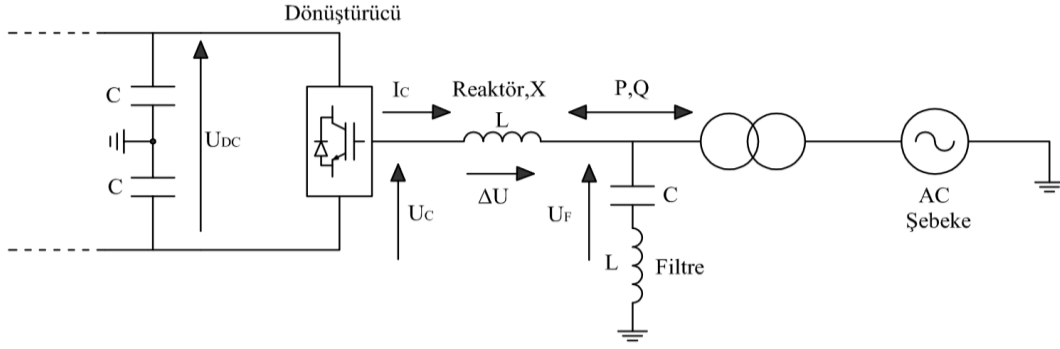 Dönüştürücü
C
C
UDC
IC
Reaktör,X
L
P,Q
ΔU
UC
UF
C
L
Filtre
AC
Şebeke